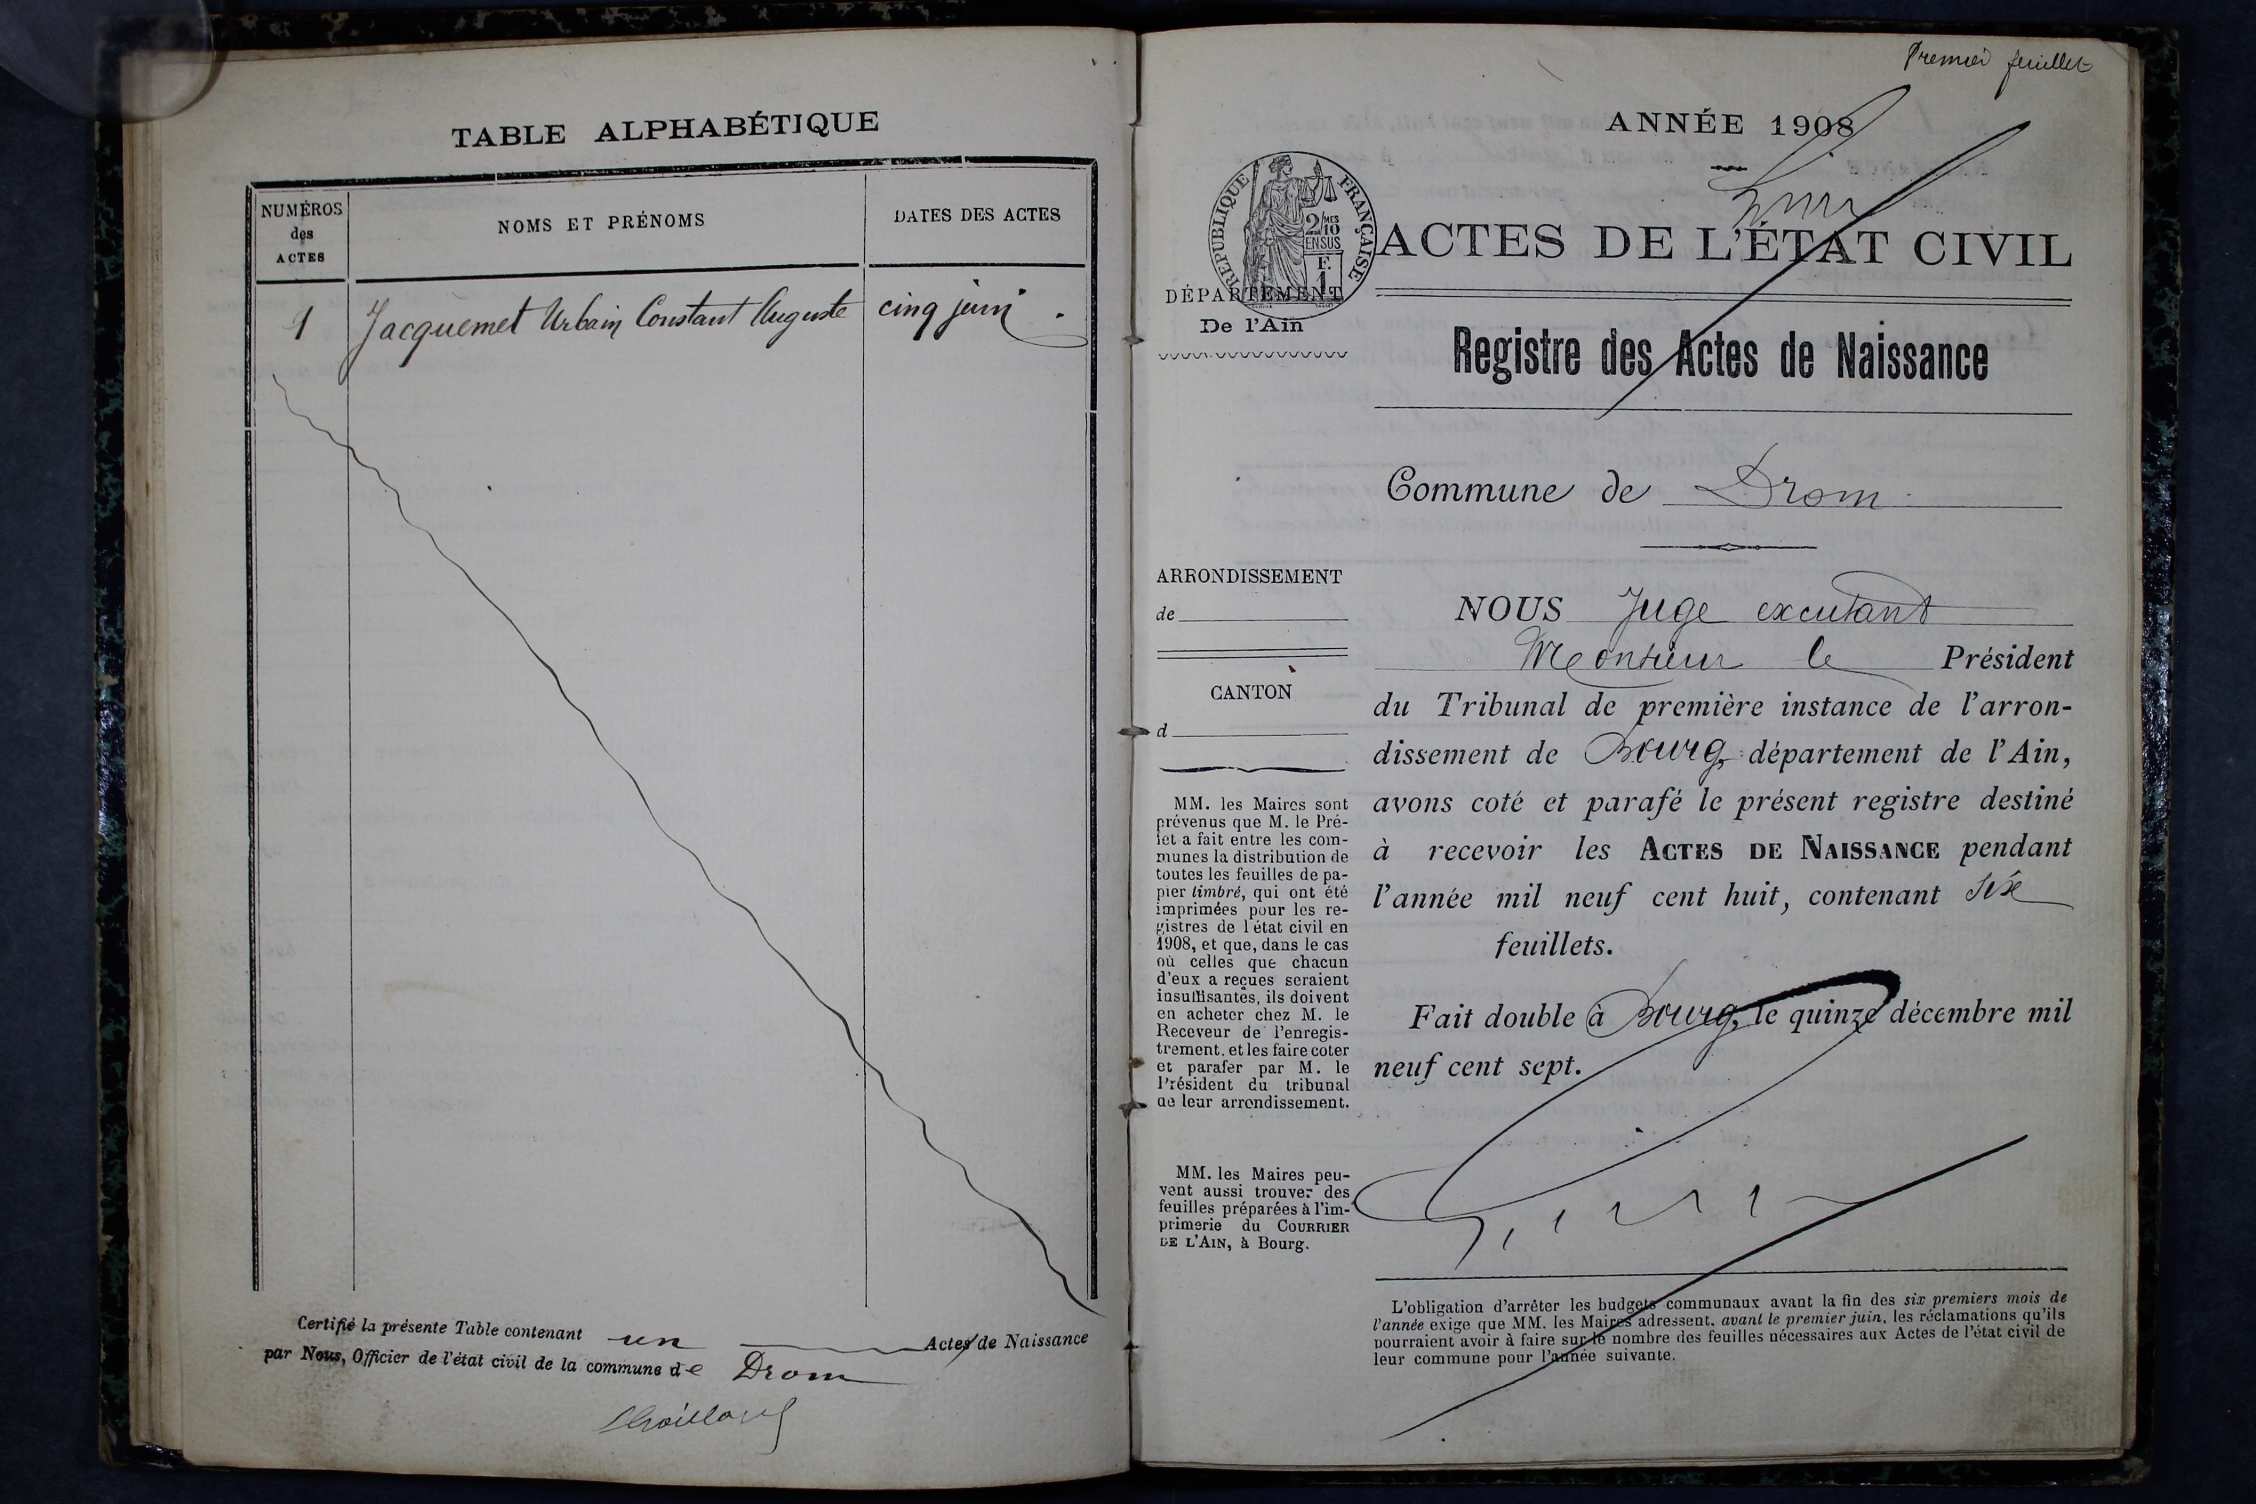 TABLE ALPHABÉTIQUE
NUMÉROS
des
ACTES
NOMS ET PRÉNOMS
DATES DES ACTES
1 Jacquemet Urbain Constant Auguste cinq juin
Certifié la présente Table contenant un Actes de Naissance
par Nous, Officier de l'état civil de la commune de Drom
Premier feuillet
ANNÉE 1908
RÉPUBLIQUE FRANÇAISE
2/10 MES
EN SUS
F.
1
ACTES DE L'ÉTAT CIVIL
DÉPARTEMENT
De l'Ain
Registre des Actes de Naissance
Commune de Drom
ARRONDISSEMENT
de
CANTON
d
MM. les Maires sont
prévenus que M. le Pré-
fet a fait entre les com-
munes la distribution de
toutes les feuilles de pa-
pier timbré, qui ont été
imprimées pour les re-
gistres de l'état civil en
1908, et que, dans le cas
où celles que chacun
d'eux a reçues seraient
insuffisantes, ils doivent
en acheter chez M. le
Receveur de l'enregis-
trement, et les faire coter
et parafer par M. le
Président du tribunal
de leur arrondissement.
MM. les Maires peu-
vent aussi trouver des
feuilles préparées à l'im-
primerie du COURRIER
DE L'AIN, à Bourg.
NOUS Juge excusant
Monsieur le Président
du Tribunal de première instance de l'arron-
dissement de Bourg, département de l'Ain,
avons coté et parafé le présent registre destiné
à recevoir les ACTES DE NAISSANCE pendant
l'année mil neuf cent huit, contenant six
feuillets.
Fait double à Bourg, le quinze décembre mil
neuf cent sept.
L'obligation d'arrêter les budgets communaux avant la fin des six premiers mois de
l'année exige que MM. les Maires adressent, avant le premier juin, les réclamations qu'ils
pourraient avoir à faire sur le nombre des feuilles nécessaires aux Actes de l'état civil de
leur commune pour l'année suivante.